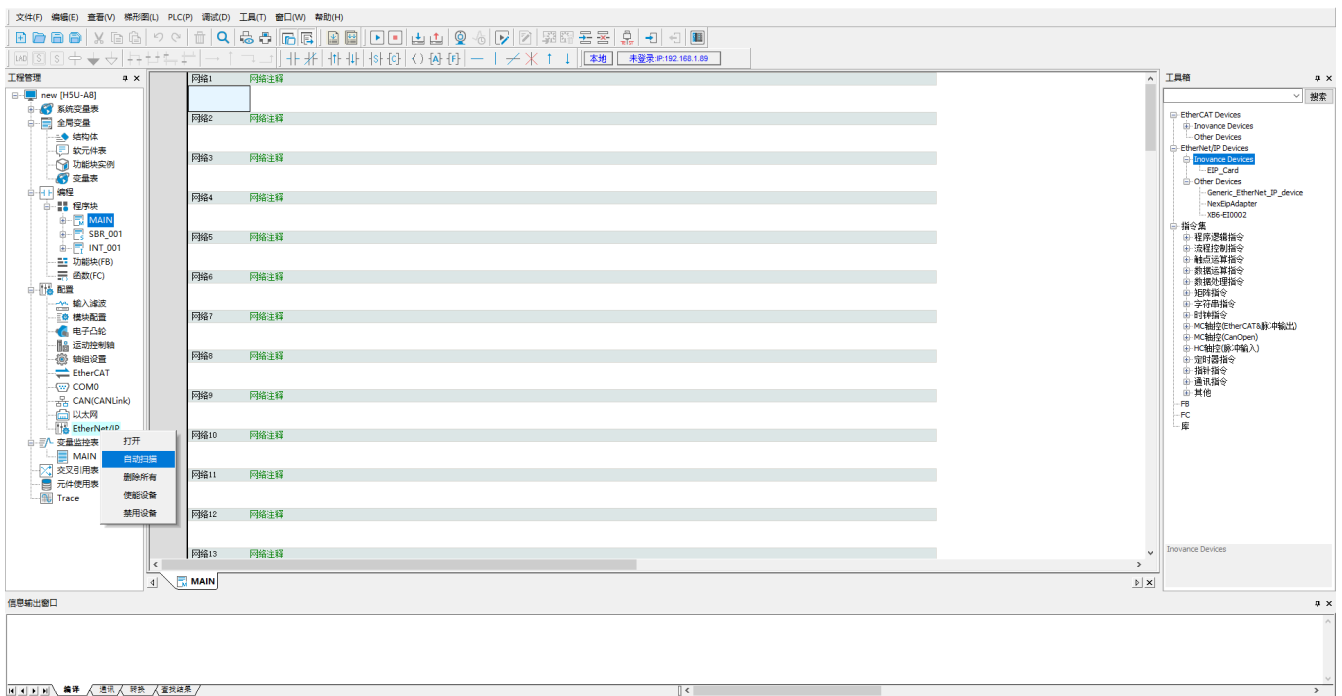 文件(F) 编辑(E) 查看(V) 梯形图(L) PLC(P) 调试(D) 工具(T) 窗口(W) 帮助(H)
LAD
本地 未登录:IP:192.168.1.89
工程管理
new [H5U-A8]
系统变量表
全局变量
结构体
软元件表
功能块实例
变量表
编程
程序块
MAIN
SBR_001
INT_001
功能块(FB)
函数(FC)
配置
输入滤波
模块配置
电子凸轮
运动控制轴
轴组设置
EtherCAT
COM0
CAN(CANLink)
以太网
EtherNet/IP
变量监控表
MAIN
交叉引用表
元件使用表
Trace
打开
自动扫描
删除所有
使能设备
禁用设备
网络1 网络注释
网络2 网络注释
网络3 网络注释
网络4 网络注释
网络5 网络注释
网络6 网络注释
网络7 网络注释
网络8 网络注释
网络9 网络注释
网络10 网络注释
网络11 网络注释
网络12 网络注释
网络13 网络注释
MAIN
工具箱
搜索
EtherCAT Devices
Inovance Devices
Other Devices
EtherNet/IP Devices
Inovance Devices
EIP_Card
Other Devices
Generic_EtherNet_IP_device
NexEipAdapter
XB6-EI0002
指令集
程序逻辑指令
流程控制指令
触点运算指令
数据运算指令
数据处理指令
矩阵指令
字符串指令
时钟指令
MC轴控(EtherCAT&脉冲输出)
MC轴控(CanOpen)
HC轴控(脉冲输入)
定时器指令
指针指令
通讯指令
其他
FB
FC
库
Inovance Devices
信息输出窗口
编译 通讯 转换 查找结果